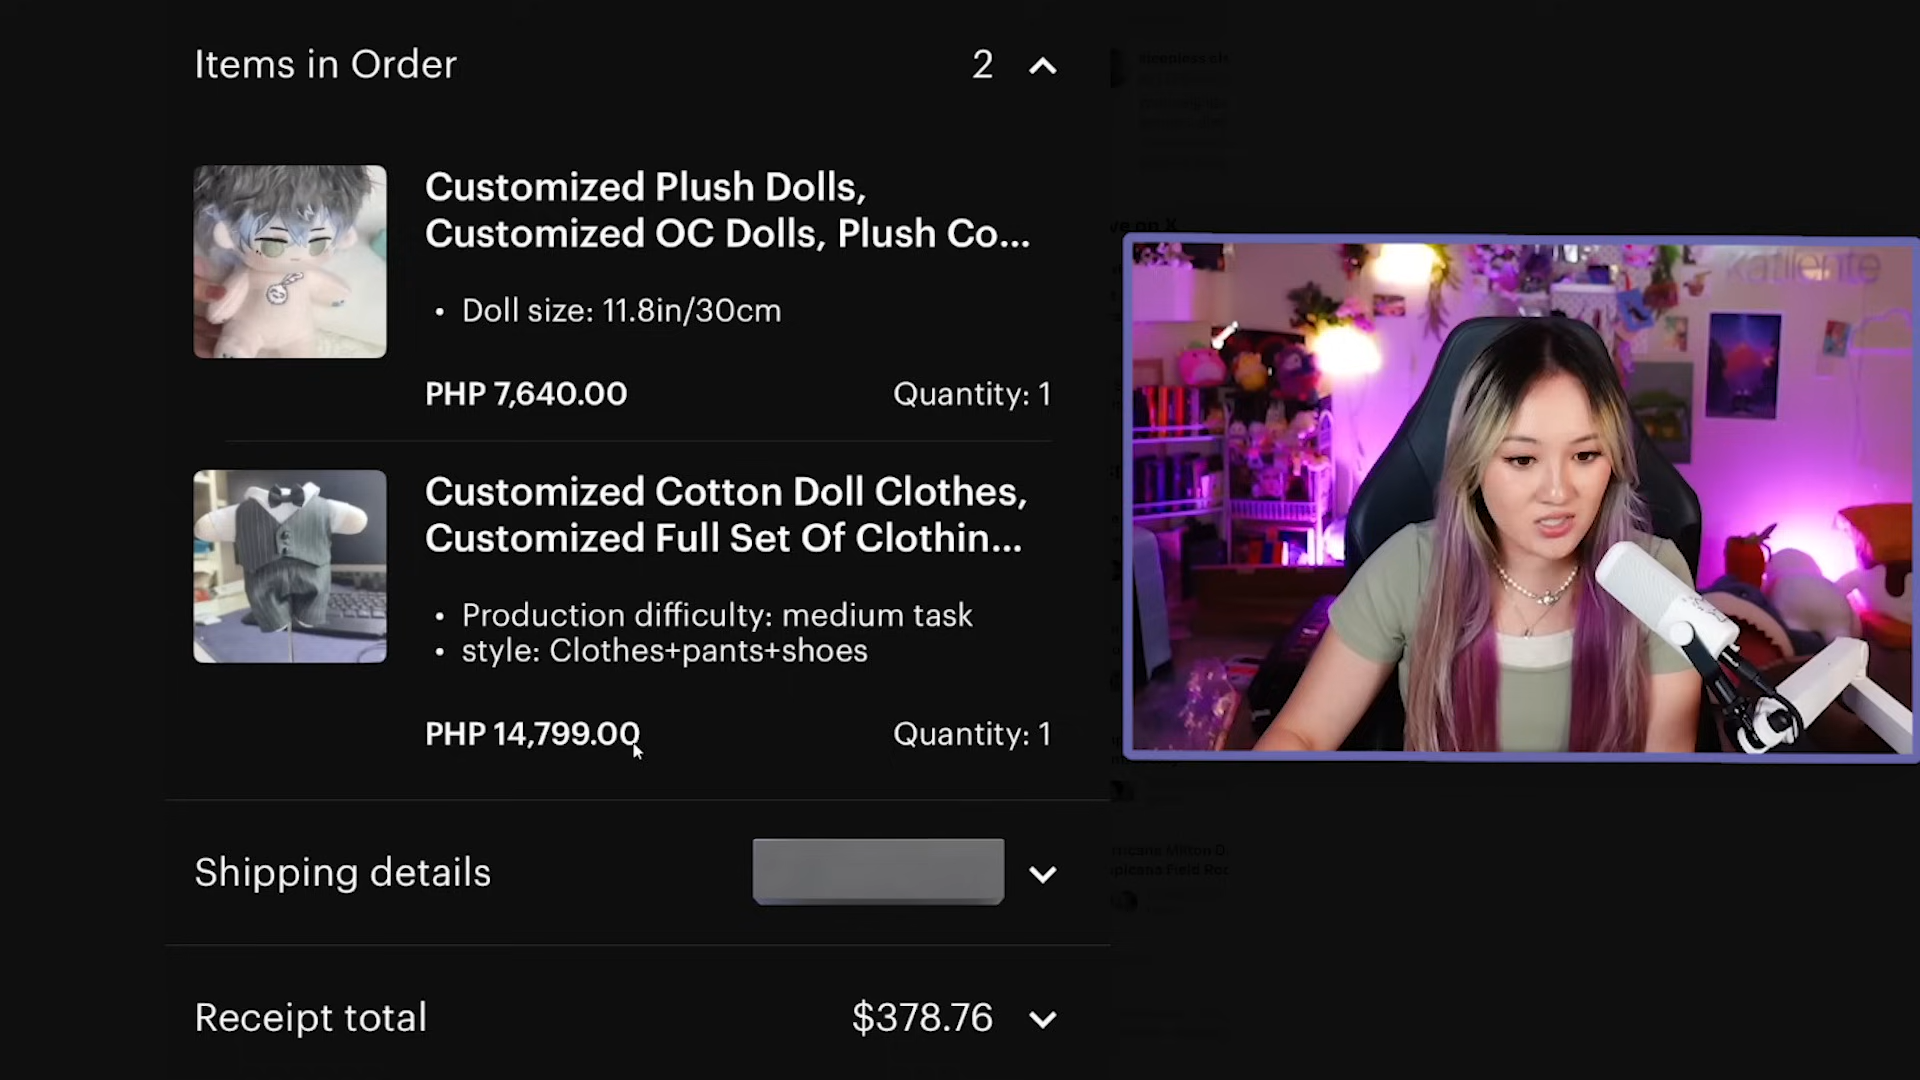 Items in Order
2
Customized Plush Dolls,
Customized OC Dolls, Plush Co...
• Doll size: 11.8in/30cm
PHP 7,640.00
Quantity: 1
Customized Cotton Doll Clothes,
Customized Full Set Of Clothin...
• Production difficulty: medium task
• style: Clothes+pants+shoes
PHP 14,799.00
Quantity: 1
Shipping details
Receipt total
$378.76